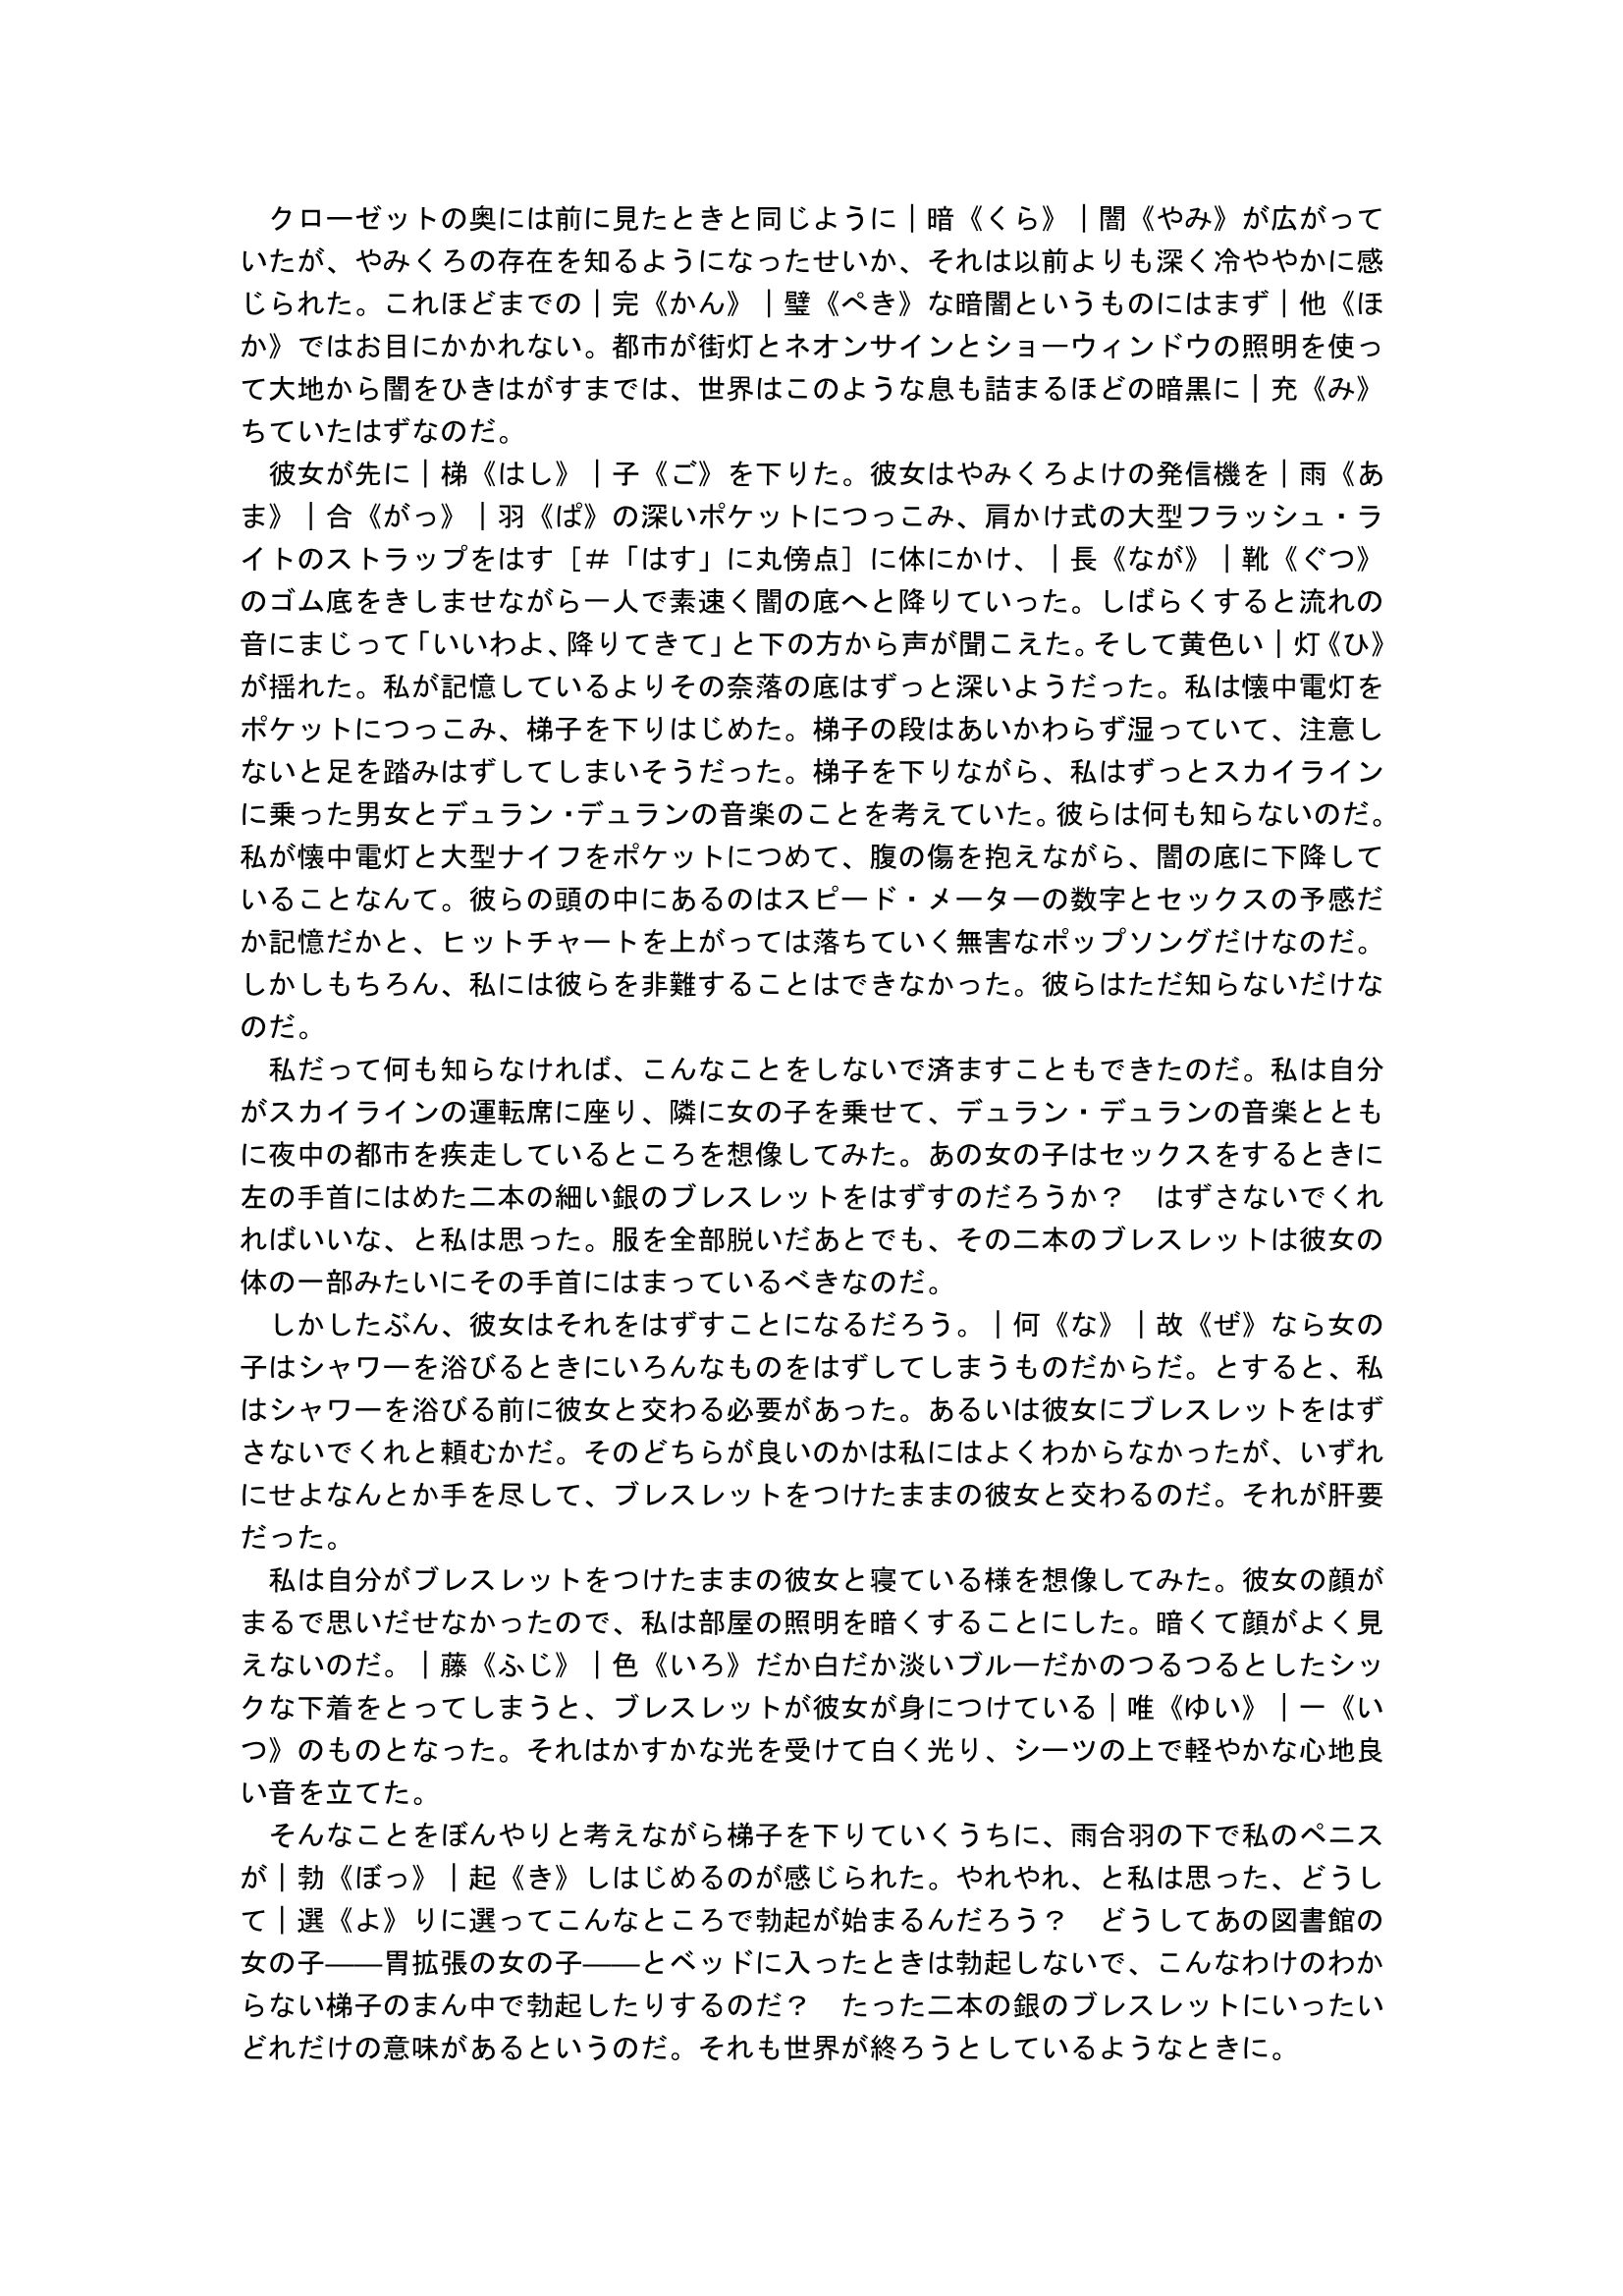 クローゼットの奥には前に見たときと同じように｜暗《くら》｜闇《やみ》が広がって
いたが、やみくろの存在を知るようになったせいか、それは以前よりも深く冷ややかに感
じられた。これほどまでの｜完《かん》｜璧《ぺき》な暗闇というものにはまず｜他《ほ
か》ではお目にかかれない。都市が街灯とネオンサインとショーウィンドウの照明を使っ
て大地から闇をひきはがすまでは、世界はこのような息も詰まるほどの暗黒に｜充《み》
ちていたはずなのだ。
　彼女が先に｜梯《はし》｜子《ご》を下りた。彼女はやみくろよけの発信機を｜雨《あ
ま》｜合《がっ》｜羽《ぱ》の深いポケットにつっこみ、肩かけ式の大型フラッシュ・ラ
イトのストラップをはす［＃「はす」に丸傍点］に体にかけ、｜長《なが》｜靴《ぐつ》
のゴム底をきしませながら一人で素速く闇の底へと降りていった。しばらくすると流れの
音にまじって「いいわよ、降りてきて」と下の方から声が聞こえた。そして黄色い｜灯《ひ》
が揺れた。私が記憶しているよりその奈落の底はずっと深いようだった。私は懐中電灯を
ポケットにつっこみ、梯子を下りはじめた。梯子の段はあいかわらず湿っていて、注意し
ないと足を踏みはずしてしまいそうだった。梯子を下りながら、私はずっとスカイライン
に乗った男女とデュラン・デュランの音楽のことを考えていた。彼らは何も知らないのだ。
私が懐中電灯と大型ナイフをポケットにつめて、腹の傷を抱えながら、闇の底に下降して
いることなんて。彼らの頭の中にあるのはスピード・メーターの数字とセックスの予感だ
か記憶だかと、ヒットチャートを上がっては落ちていく無害なポップソングだけなのだ。
しかしもちろん、私には彼らを非難することはできなかった。彼らはただ知らないだけな
のだ。
　私だって何も知らなければ、こんなことをしないで済ますこともできたのだ。私は自分
がスカイラインの運転席に座り、隣に女の子を乗せて、デュラン・デュランの音楽ととも
に夜中の都市を疾走しているところを想像してみた。あの女の子はセックスをするときに
左の手首にはめた二本の細い銀のブレスレットをはずすのだろうか？　はずさないでくれ
ればいいな、と私は思った。服を全部脱いだあとでも、その二本のブレスレットは彼女の
体の一部みたいにその手首にはまっているべきなのだ。
　しかしたぶん、彼女はそれをはずすことになるだろう。｜何《な》｜故《ぜ》なら女の
子はシャワーを浴びるときにいろんなものをはずしてしまうものだからだ。とすると、私
はシャワーを浴びる前に彼女と交わる必要があった。あるいは彼女にブレスレットをはず
さないでくれと頼むかだ。そのどちらが良いのかは私にはよくわからなかったが、いずれ
にせよなんとか手を尽して、ブレスレットをつけたままの彼女と交わるのだ。それが肝要
だった。
　私は自分がブレスレットをつけたままの彼女と寝ている様を想像してみた。彼女の顔が
まるで思いだせなかったので、私は部屋の照明を暗くすることにした。暗くて顔がよく見
えないのだ。｜藤《ふじ》｜色《いろ》だか白だか淡いブルーだかのつるつるとしたシッ
クな下着をとってしまうと、ブレスレットが彼女が身につけている｜唯《ゆい》｜一《い
つ》のものとなった。それはかすかな光を受けて白く光り、シーツの上で軽やかな心地良
い音を立てた。
　そんなことをぼんやりと考えながら梯子を下りていくうちに、雨合羽の下で私のペニス
が｜勃《ぼっ》｜起《き》しはじめるのが感じられた。やれやれ、と私は思った、どうし
て｜選《よ》りに選ってこんなところで勃起が始まるんだろう？　どうしてあの図書館の
女の子――胃拡張の女の子――とベッドに入ったときは勃起しないで、こんなわけのわか
らない梯子のまん中で勃起したりするのだ？　たった二本の銀のブレスレットにいったい
どれだけの意味があるというのだ。それも世界が終ろうとしているようなときに。